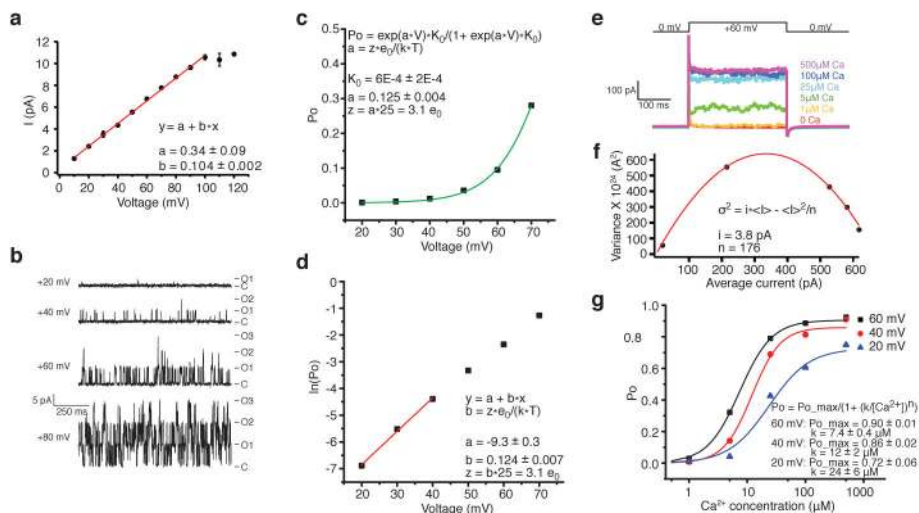 a
12
10
8
6
4
2
0
I (pA)
y = a + b*x
a = 0.34 ± 0.09
b = 0.104 ± 0.002
0 20 40 60 80 100 120
Voltage (mV)
b
+20 mV
O1
C
+40 mV
O2
O1
C
+60 mV
O3
O2
O1
C
5 pA
250 ms
+80 mV
O3
O2
O1
C
c
Po = exp(a*V)*K0/(1+ exp(a*V)*K0)
a = z*e0/(k*T)
K0 = 6E-4 ± 2E-4
a = 0.125 ± 0.004
z = a*25 = 3.1 e0
0.4
0.3
0.2
0.1
0.0
Po
20 30 40 50 60 70
Voltage (mV)
d
0
-1
-2
-3
-4
-5
-6
-7
ln(Po)
y = a + b*x
b = z*e0/(k*T)
a = -9.3 ± 0.3
b = 0.124 ± 0.007
z = b*25 = 3.1 e0
20 30 40 50 60 70
Voltage (mV)
e
0 mV +60 mV 0 mV
500µM Ca
100µM Ca
25µM Ca
5µM Ca
1µM Ca
0 Ca
100 pA
100 ms
f
600
500
400
300
200
100
0
Variance X 10²⁴ (A²)
σ² = i*<I> - <I>²/n
i = 3.8 pA
n = 176
0 100 200 300 400 500 600
Average current (pA)
g
1.0
0.8
0.6
0.4
0.2
0.0
Po
60 mV
40 mV
20 mV
Po = Po_max/(1+ (k/[Ca²⁺])ⁿ)
60 mV: Po_max = 0.90 ± 0.01
k = 7.4 ± 0.4 µM
40 mV: Po_max = 0.86 ± 0.02
k = 12 ± 2 µM
20 mV: Po_max = 0.72 ± 0.06
k = 24 ± 6 µM
1 10 100 1000
Ca²⁺ concentration (µM)